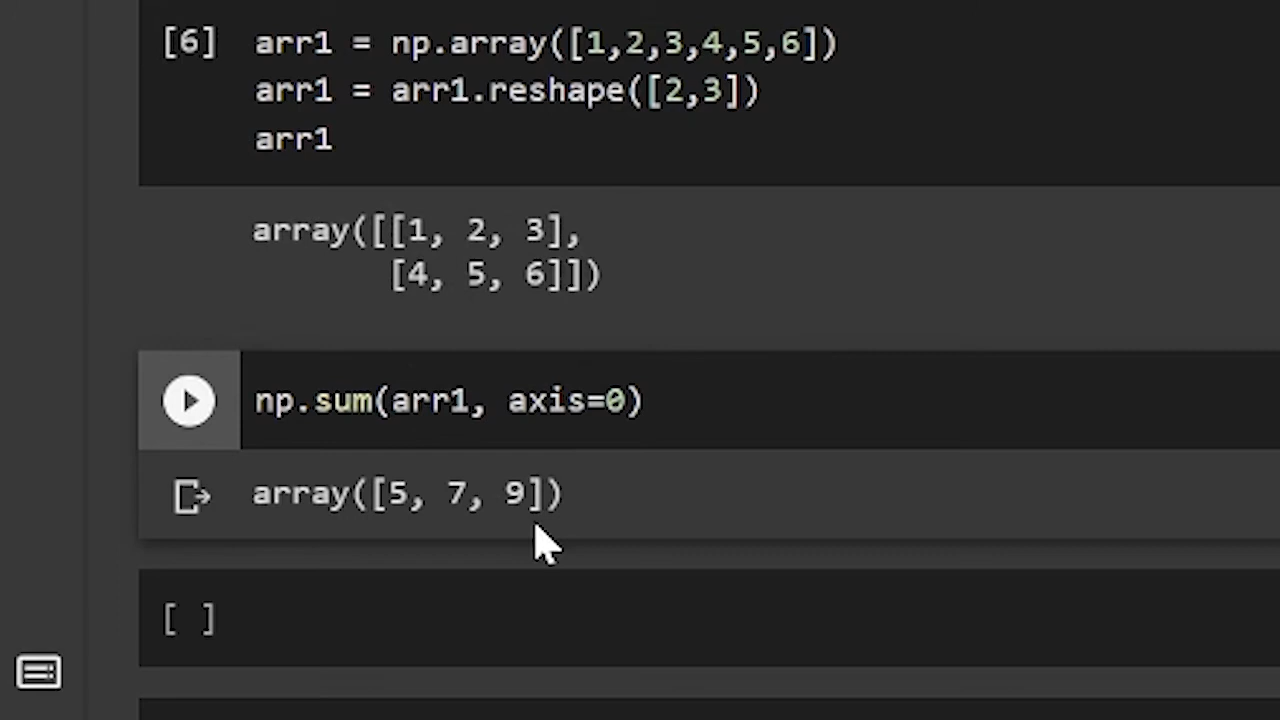 [6] arr1 = np.array([1,2,3,4,5,6])
arr1 = arr1.reshape([2,3])
arr1
array([[1, 2, 3],
       [4, 5, 6]])
np.sum(arr1, axis=0)
array([5, 7, 9])
[ ]